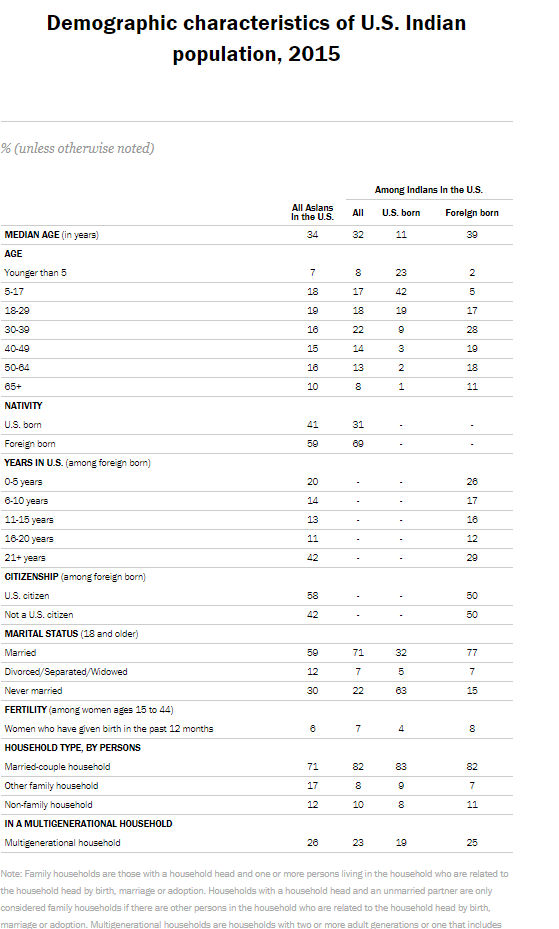 Demographic characteristics of U.S. Indian
population, 2015
% (unless otherwise noted)
Among Indians in the U.S.
All Asians
in the U.S. All U.S. born Foreign born
MEDIAN AGE (in years) 34 32 11 39
AGE
Younger than 5 7 8 23 2
5-17 18 17 42 5
18-29 19 18 19 17
30-39 16 22 9 28
40-49 15 14 3 19
50-64 16 13 2 18
65+ 10 8 1 11
NATIVITY
U.S. born 41 31 - -
Foreign born 59 69 - -
YEARS IN U.S. (among foreign born)
0-5 years 20 - - 26
6-10 years 14 - - 17
11-15 years 13 - - 16
16-20 years 11 - - 12
21+ years 42 - - 29
CITIZENSHIP (among foreign born)
U.S. citizen 58 - - 50
Not a U.S. citizen 42 - - 50
MARITAL STATUS (18 and older)
Married 59 71 32 77
Divorced/Separated/Widowed 12 7 5 7
Never married 30 22 63 15
FERTILITY (among women ages 15 to 44)
Women who have given birth in the past 12 months 6 7 4 8
HOUSEHOLD TYPE, BY PERSONS
Married-couple household 71 82 83 82
Other family household 17 8 9 7
Non-family household 12 10 8 11
IN A MULTIGENERATIONAL HOUSEHOLD
Multigenerational household 26 23 19 25
Note: Family households are those with a household head and one or more persons living in the household who are related to
the household head by birth, marriage or adoption. Households with a household head and an unmarried partner are only
considered family households if there are other persons in the household who are related to the household head by birth,
marriage or adoption. Multigenerational households are households with two or more adult generations or one that includes